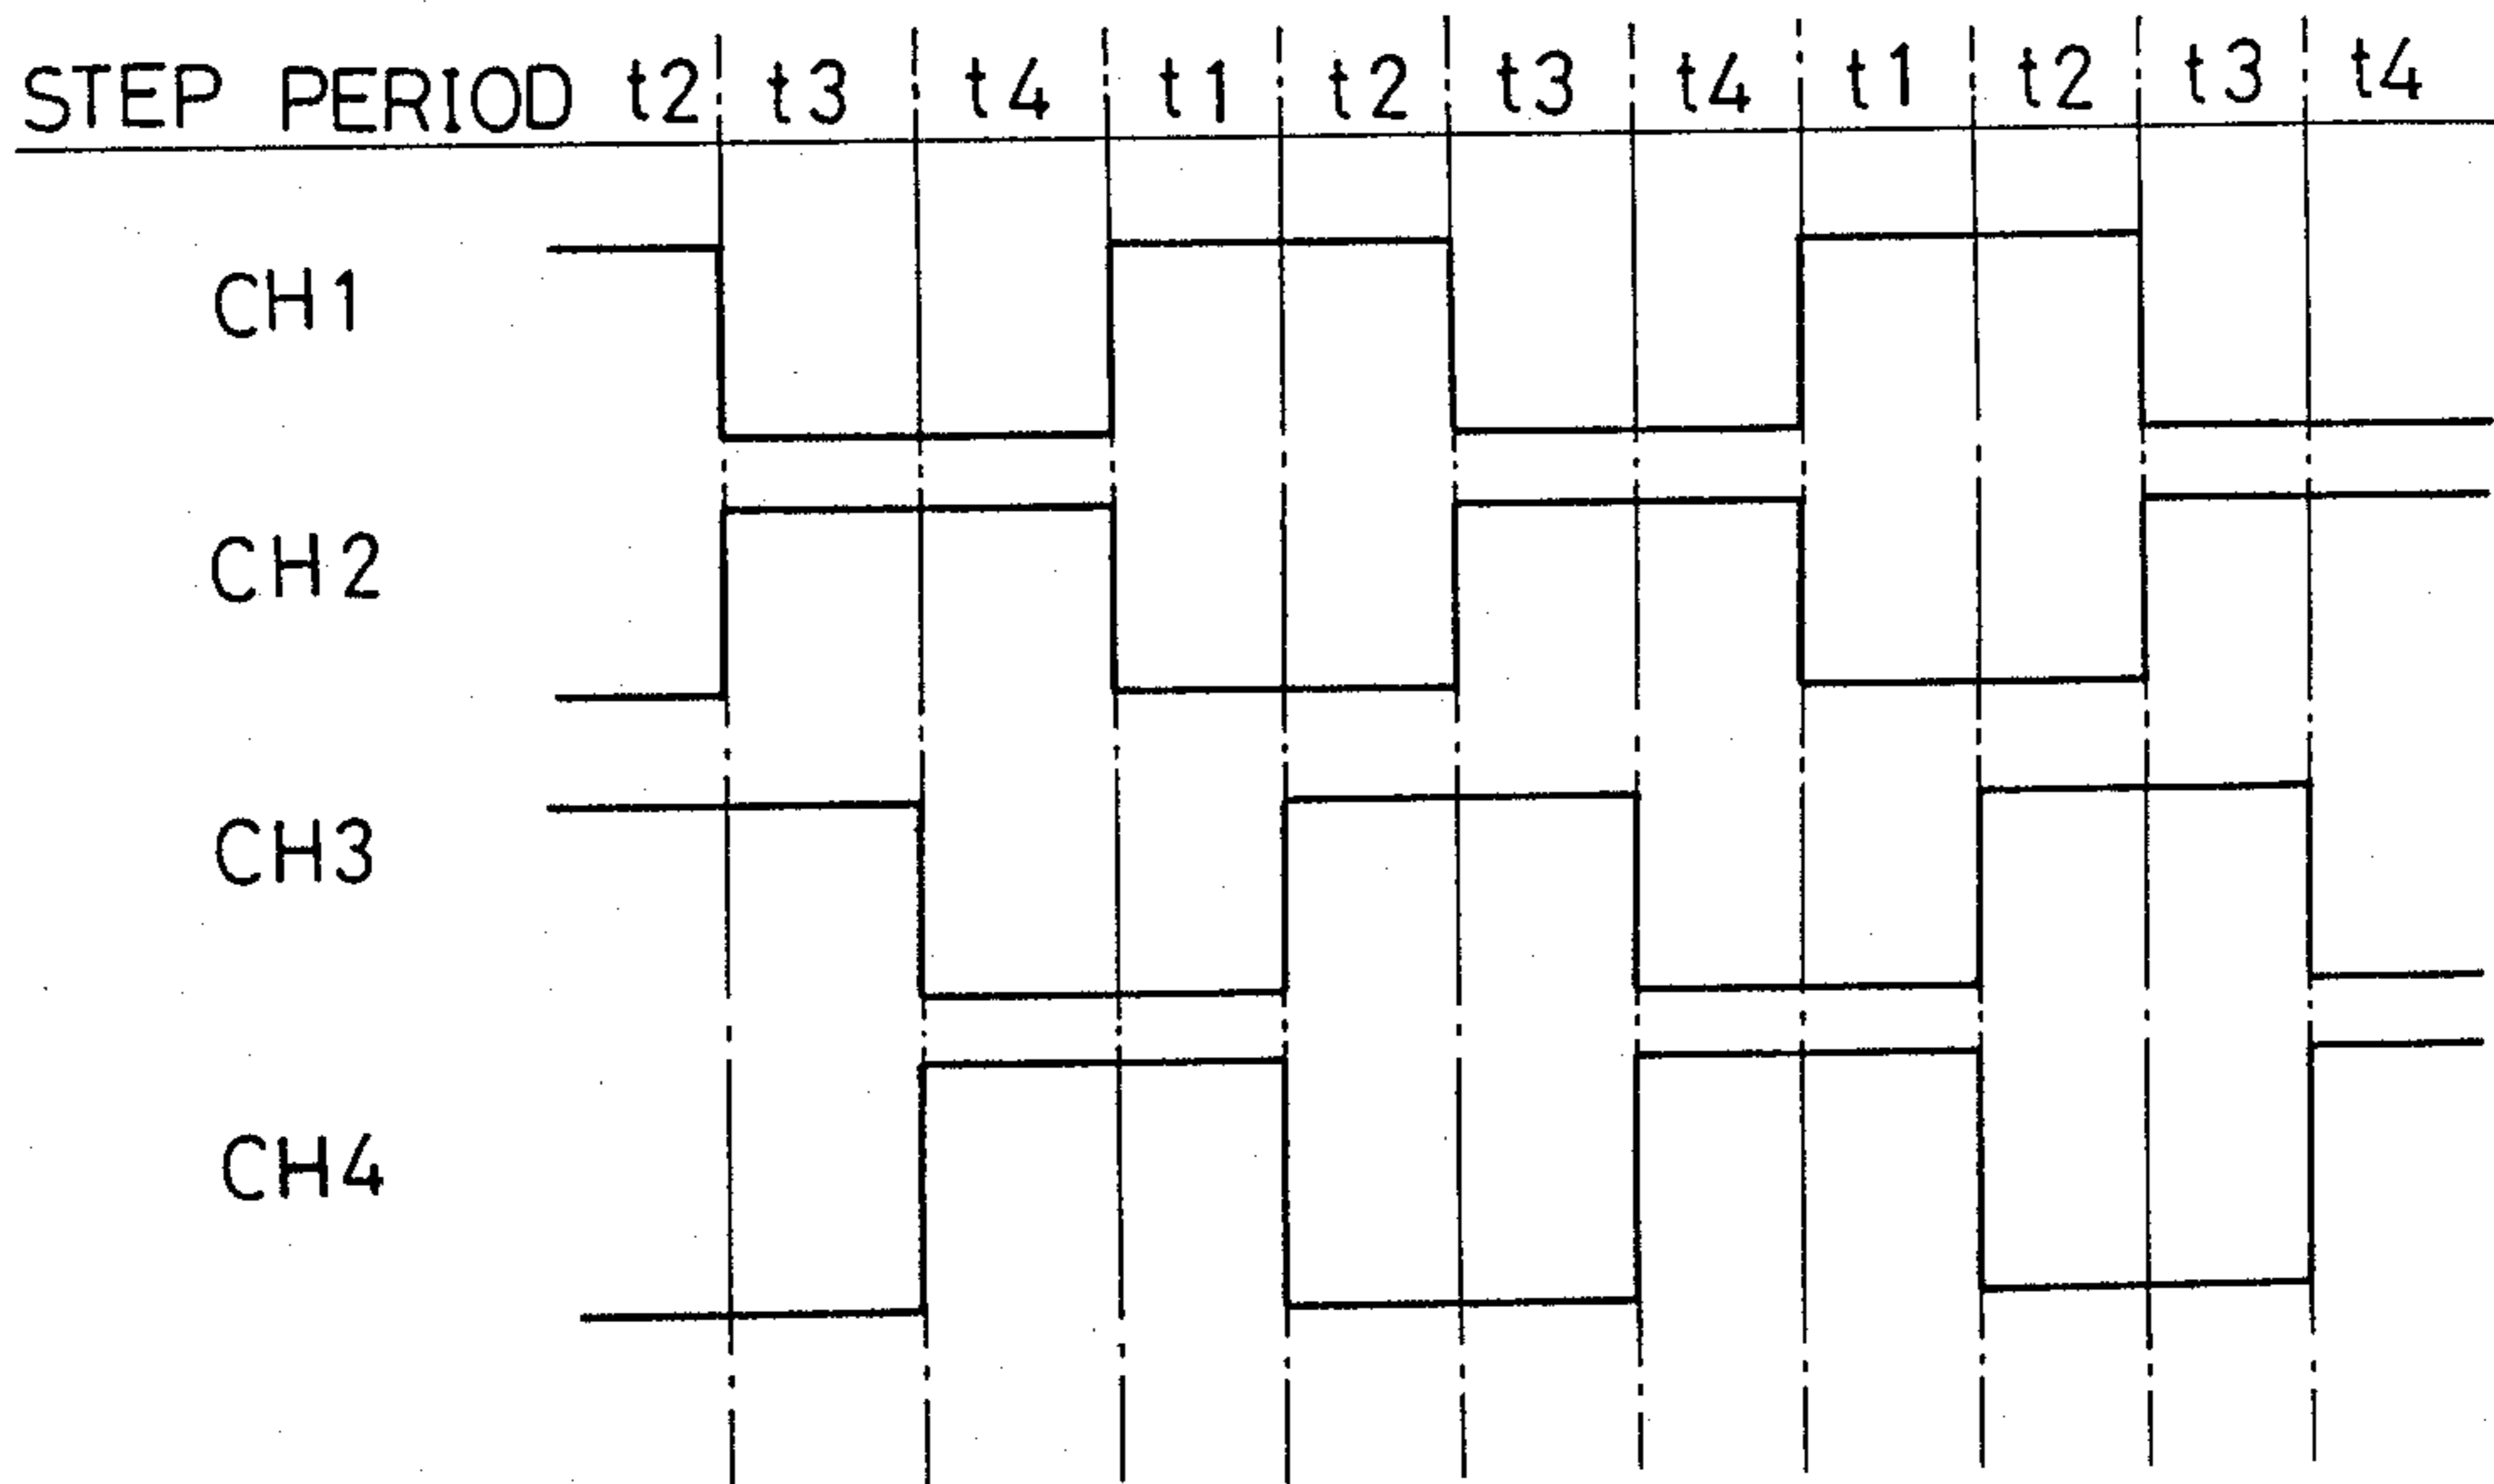 STEP PERIOD t2 t3 t4 t1 t2 t3 t4 t1 t2 t3 t4
CH1
CH2
CH3
CH4